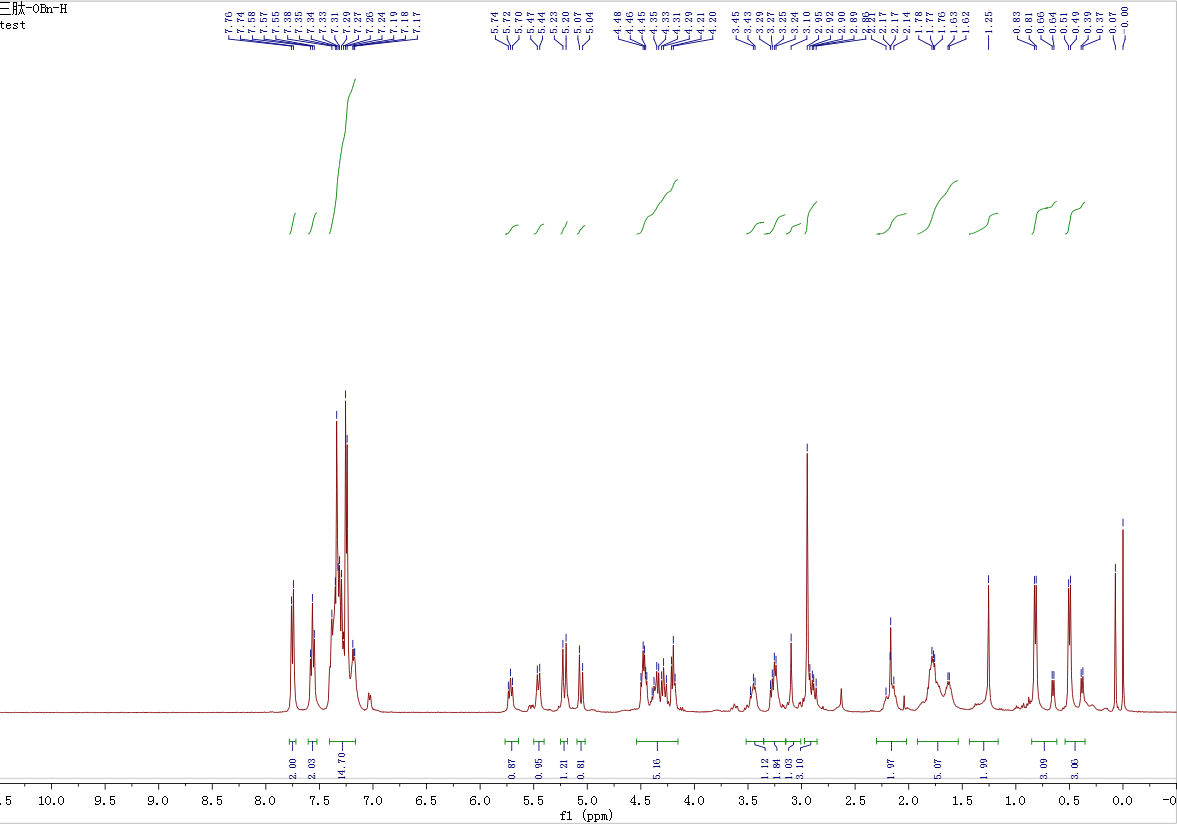 三肽-OBn-H
test
7.76 7.74 7.58 7.57 7.55 7.38 7.35 7.34 7.33 7.31 7.29 7.27 7.26 7.24 7.19 7.18 7.17 5.74 5.72 5.70 5.47 5.44 5.23 5.20 5.07 5.04 4.48 4.46 4.45 4.35 4.33 4.31 4.29 4.21 4.20 3.45 3.43 3.29 3.27 3.25 3.24 3.10 2.95 2.92 2.90 2.89 2.86 2.21 2.17 2.17 2.14 1.78 1.77 1.76 1.63 1.62 1.25 0.83 0.81 0.66 0.64 0.51 0.49 0.39 0.37 0.07 -0.00
2.00 2.03 14.70 0.87 0.95 1.21 0.81 5.16 1.12 1.84 1.03 3.10 1.97 5.07 1.99 3.09 3.06
.5 10.0 9.5 9.0 8.5 8.0 7.5 7.0 6.5 6.0 5.5 5.0 4.5 4.0 3.5 3.0 2.5 2.0 1.5 1.0 0.5 0.0 -0
f1 (ppm)